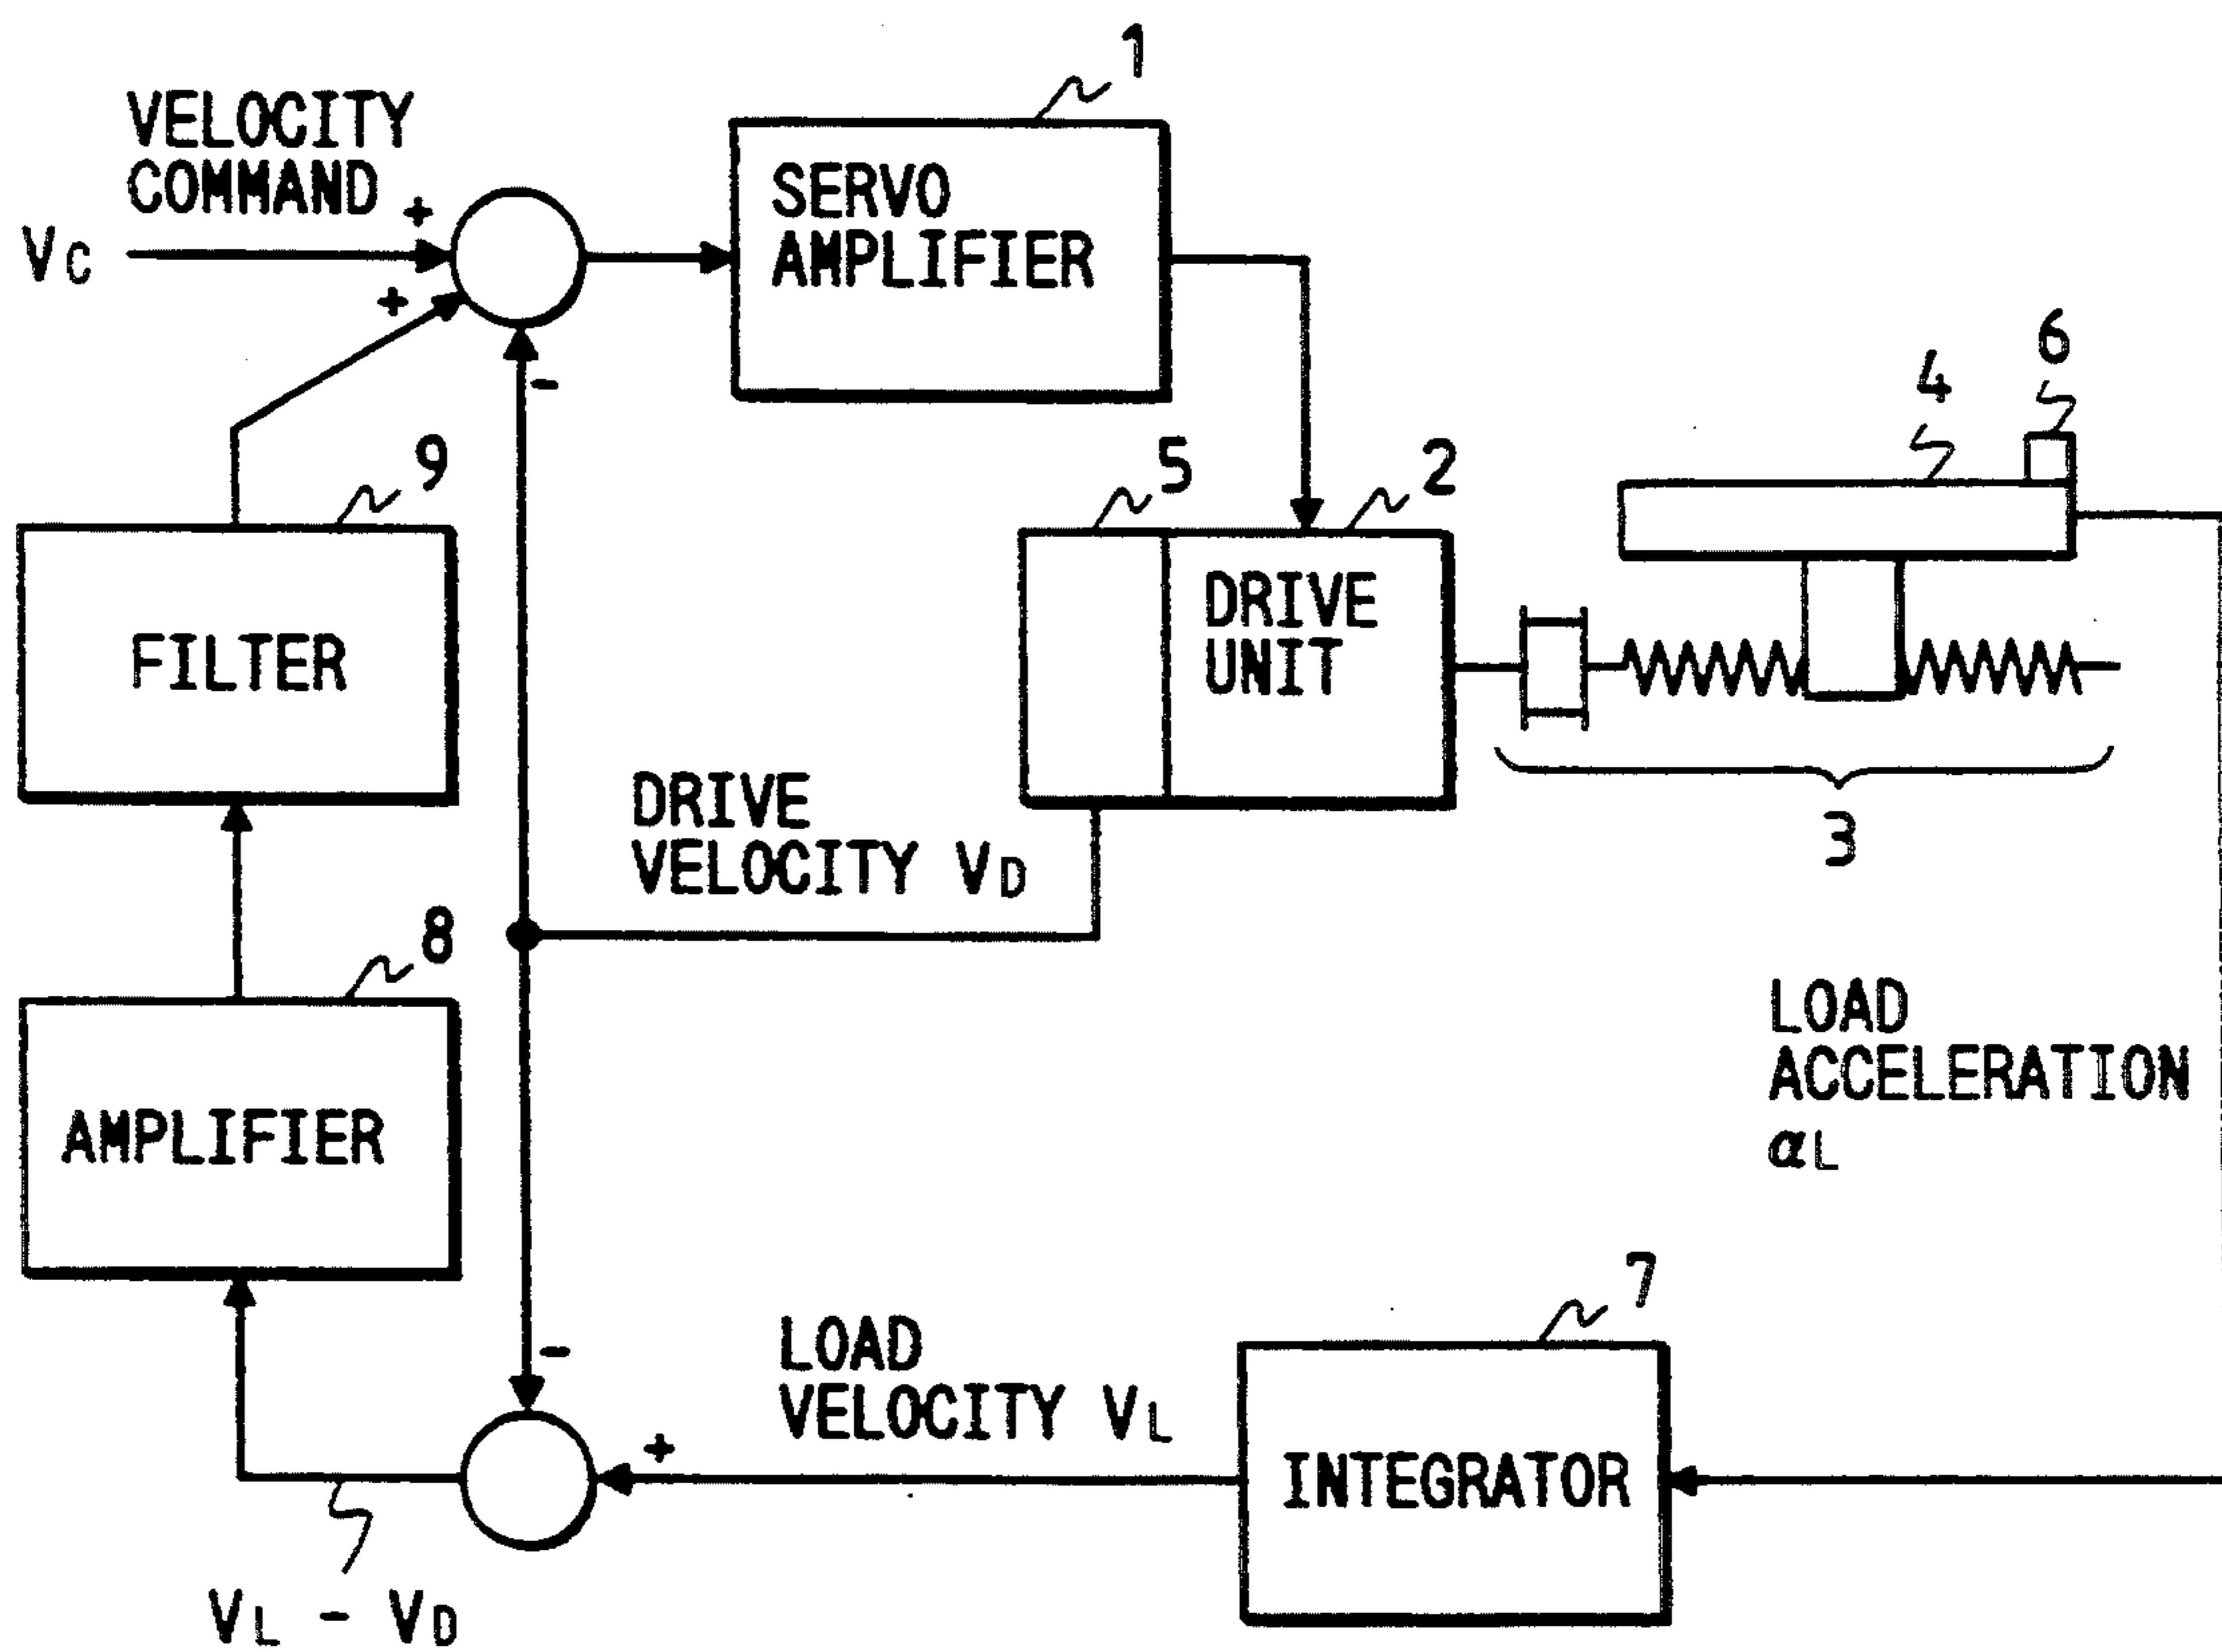 1
VELOCITY
COMMAND
+
VC
+
-
SERVO
AMPLIFIER
6
4
9
5
2
FILTER
DRIVE
UNIT
3
DRIVE
VELOCITY VD
8
AMPLIFIER
LOAD
ACCELERATION
αL
7
-
LOAD
VELOCITY VL
+
INTEGRATOR
VL - VD